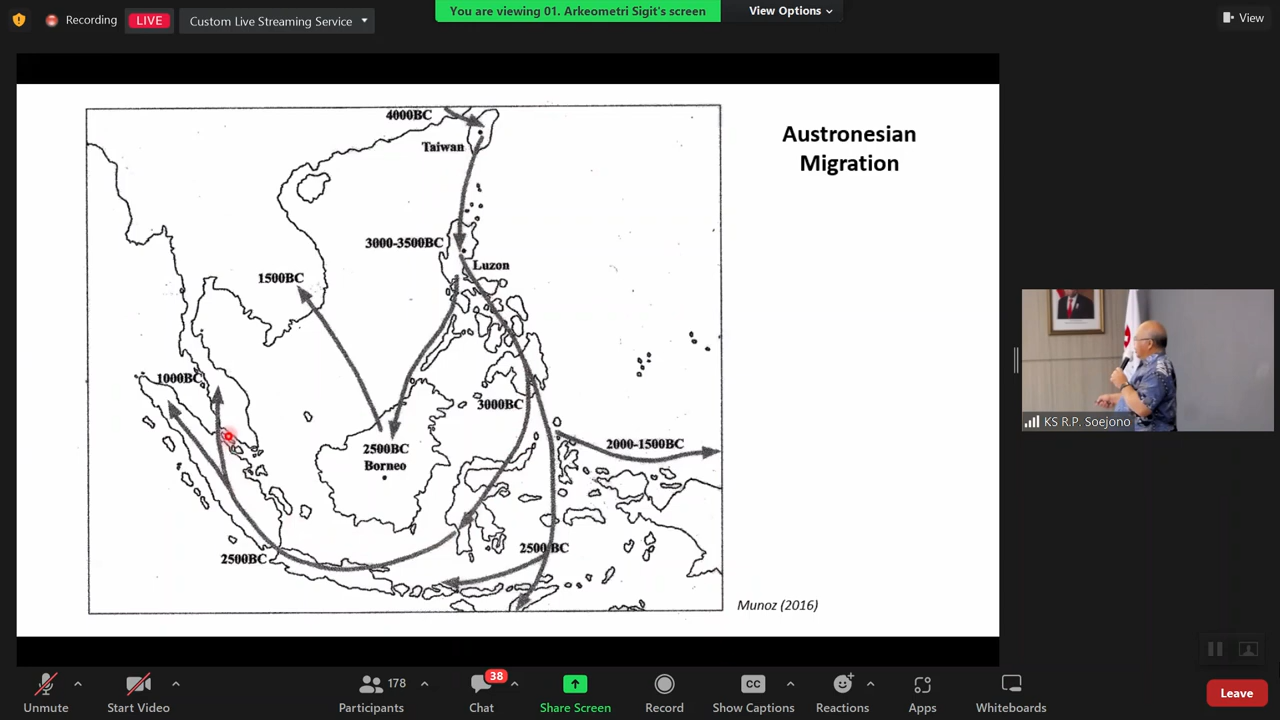 Recording
LIVE
Custom Live Streaming Service
You are viewing 01. Arkeometri Sigit's screen
View Options
View
Austronesian
Migration
4000BC
Taiwan
3000-3500BC
Luzon
1500BC
1000BC
3000BC
2500BC
Borneo
2000-1500BC
2500BC
2500BC
Munoz (2016)
KS R.P. Soejono
Unmute
Start Video
178
Participants
38
Chat
Share Screen
Record
CC
Show Captions
Reactions
Apps
Whiteboards
Leave